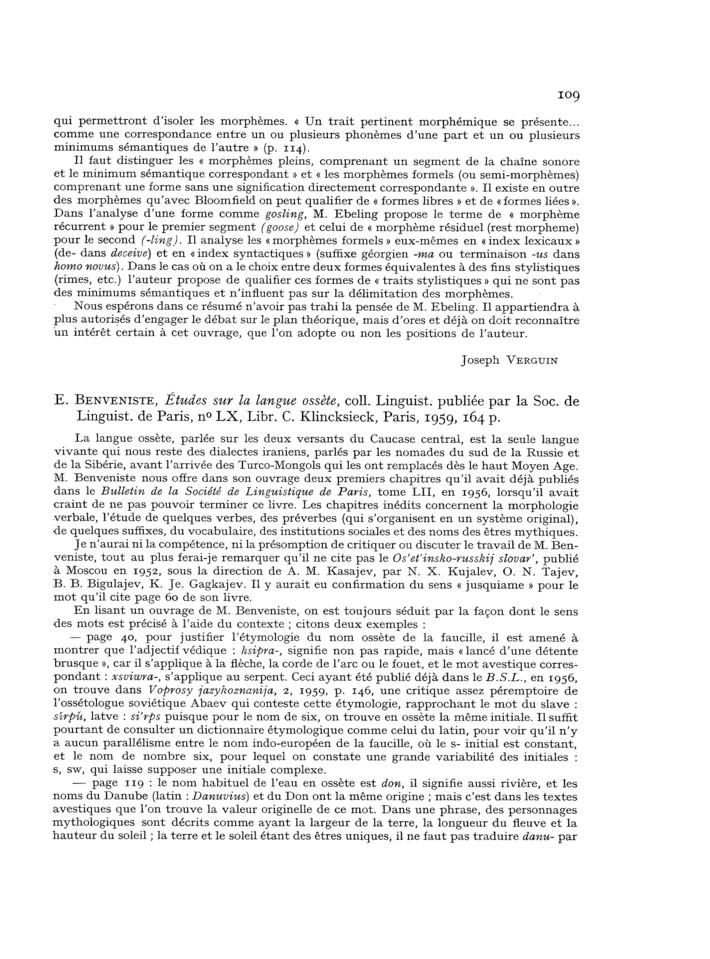 109
qui permettront d'isoler les morphèmes. « Un trait pertinent morphémique se présente...
comme une correspondance entre un ou plusieurs phonèmes d'une part et un ou plusieurs
minimums sémantiques de l'autre » (p. 114).
Il faut distinguer les « morphèmes pleins, comprenant un segment de la chaîne sonore
et le minimum sémantique correspondant » et « les morphèmes formels (ou semi-morphèmes)
comprenant une forme sans une signification directement correspondante ». Il existe en outre
des morphèmes qu'avec Bloomfield on peut qualifier de « formes libres » et de « formes liées ».
Dans l'analyse d'une forme comme gosling, M. Ebeling propose le terme de « morphème
récurrent » pour le premier segment (goose) et celui de « morphème résiduel (rest morpheme)
pour le second (-ling). Il analyse les « morphèmes formels » eux-mêmes en « index lexicaux »
(de- dans deceive) et en « index syntactiques » (suffixe géorgien -ma ou terminaison -us dans
homo novus). Dans le cas où on a le choix entre deux formes équivalentes à des fins stylistiques
(rimes, etc.) l'auteur propose de qualifier ces formes de « traits stylistiques » qui ne sont pas
des minimums sémantiques et n'influent pas sur la délimitation des morphèmes.
Nous espérons dans ce résumé n'avoir pas trahi la pensée de M. Ebeling. Il appartiendra à
plus autorisés d'engager le débat sur le plan théorique, mais d'ores et déjà on doit reconnaître
un intérêt certain à cet ouvrage, que l'on adopte ou non les positions de l'auteur.
Joseph VERGUIN
E. BENVENISTE, Études sur la langue ossète, coll. Linguist. publiée par la Soc. de
Linguist. de Paris, nº LX, Libr. C. Klincksieck, Paris, 1959, 164 p.
La langue ossète, parlée sur les deux versants du Caucase central, est la seule langue
vivante qui nous reste des dialectes iraniens, parlés par les nomades du sud de la Russie et
de la Sibérie, avant l'arrivée des Turco-Mongols qui les ont remplacés dès le haut Moyen Age.
M. Benveniste nous offre dans son ouvrage deux premiers chapitres qu'il avait déjà publiés
dans le Bulletin de la Société de Linguistique de Paris, tome LII, en 1956, lorsqu'il avait
craint de ne pas pouvoir terminer ce livre. Les chapitres inédits concernent la morphologie
verbale, l'étude de quelques verbes, des préverbes (qui s'organisent en un système original),
de quelques suffixes, du vocabulaire, des institutions sociales et des noms des êtres mythiques.
Je n'aurai ni la compétence, ni la présomption de critiquer ou discuter le travail de M. Ben-
veniste, tout au plus ferai-je remarquer qu'il ne cite pas le Os'et'insko-russkij slovar', publié
à Moscou en 1952, sous la direction de A. M. Kasajev, par N. X. Kujalev, O. N. Tajev,
B. B. Bigulajev, K. Je. Gagkajev. Il y aurait eu confirmation du sens « jusquiame » pour le
mot qu'il cite page 60 de son livre.
En lisant un ouvrage de M. Benveniste, on est toujours séduit par la façon dont le sens
des mots est précisé à l'aide du contexte ; citons deux exemples :
— page 40, pour justifier l'étymologie du nom ossète de la faucille, il est amené à
montrer que l'adjectif védique : ksipra-, signifie non pas rapide, mais « lancé d'une détente
brusque », car il s'applique à la flèche, la corde de l'arc ou le fouet, et le mot avestique corres-
pondant : xsviwra-, s'applique au serpent. Ceci ayant été publié déjà dans le B.S.L., en 1956,
on trouve dans Voprosy jazykoznanija, 2, 1959, p. 146, une critique assez péremptoire de
l'ossétologue soviétique Abaev qui conteste cette étymologie, rapprochant le mot du slave :
sĭrpŭ, latve : si'rps puisque pour le nom de six, on trouve en ossète la même initiale. Il suffit
pourtant de consulter un dictionnaire étymologique comme celui du latin, pour voir qu'il n'y
a aucun parallélisme entre le nom indo-européen de la faucille, où le s- initial est constant,
et le nom de nombre six, pour lequel on constate une grande variabilité des initiales :
s, sw, qui laisse supposer une initiale complexe.
— page 119 : le nom habituel de l'eau en ossète est don, il signifie aussi rivière, et les
noms du Danube (latin : Danuvius) et du Don ont la même origine ; mais c'est dans les textes
avestiques que l'on trouve la valeur originelle de ce mot. Dans une phrase, des personnages
mythologiques sont décrits comme ayant la largeur de la terre, la longueur du fleuve et la
hauteur du soleil ; la terre et le soleil étant des êtres uniques, il ne faut pas traduire danu- par